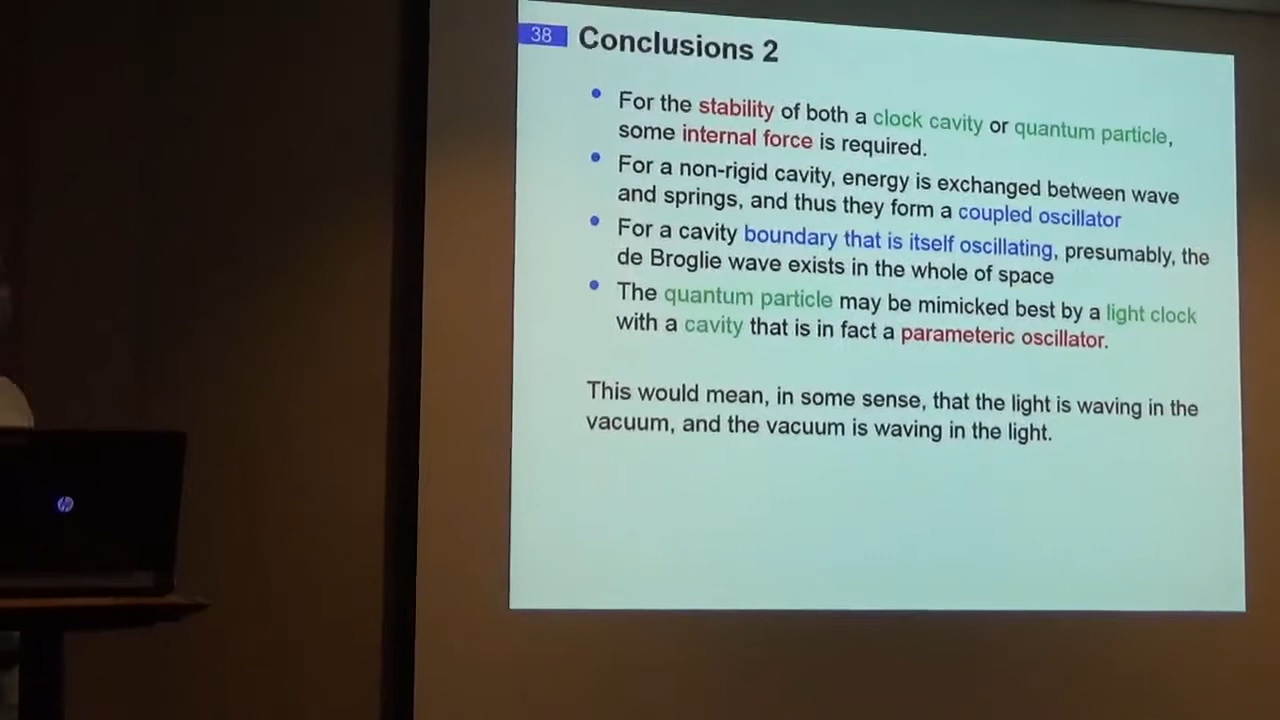 38 Conclusions 2
For the stability of both a clock cavity or quantum particle,
some internal force is required.
For a non-rigid cavity, energy is exchanged between wave
and springs, and thus they form a coupled oscillator
For a cavity boundary that is itself oscillating, presumably, the
de Broglie wave exists in the whole of space
The quantum particle may be mimicked best by a light clock
with a cavity that is in fact a parameteric oscillator.
This would mean, in some sense, that the light is waving in the
vacuum, and the vacuum is waving in the light.
hp